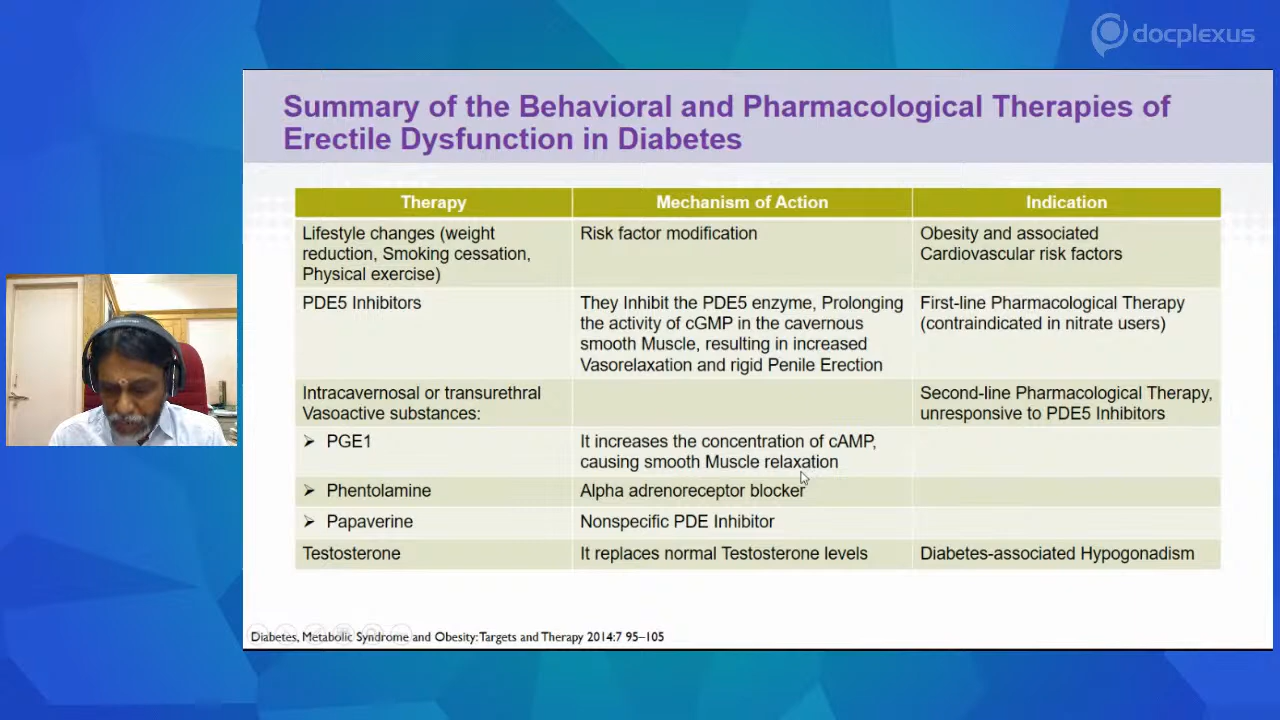 docplexus
Summary of the Behavioral and Pharmacological Therapies of
Erectile Dysfunction in Diabetes
Therapy
Mechanism of Action
Indication
Lifestyle changes (weight
reduction, Smoking cessation,
Physical exercise)
Risk factor modification
Obesity and associated
Cardiovascular risk factors
PDE5 Inhibitors
They Inhibit the PDE5 enzyme, Prolonging
the activity of cGMP in the cavernous
smooth Muscle, resulting in increased
Vasorelaxation and rigid Penile Erection
First-line Pharmacological Therapy
(contraindicated in nitrate users)
Intracavernosal or transurethral
Vasoactive substances:
Second-line Pharmacological Therapy,
unresponsive to PDE5 Inhibitors
PGE1
It increases the concentration of cAMP,
causing smooth Muscle relaxation
Phentolamine
Alpha adrenoreceptor blocker
Papaverine
Nonspecific PDE Inhibitor
Testosterone
It replaces normal Testosterone levels
Diabetes-associated Hypogonadism
Diabetes, Metabolic Syndrome and Obesity:Targets and Therapy 2014:7 95–105